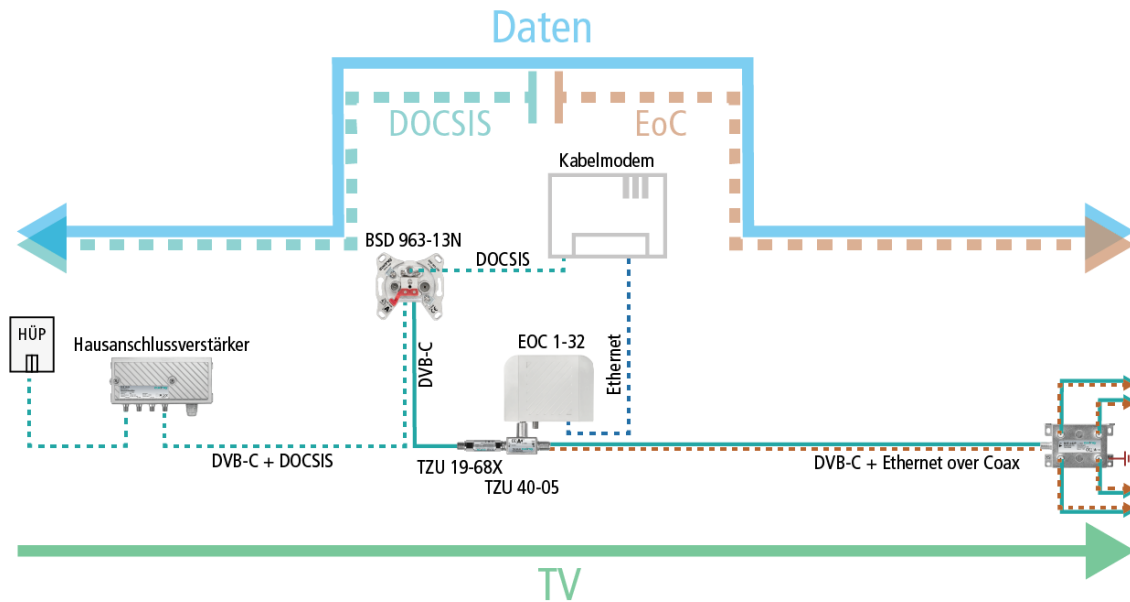 Daten
DOCSIS
EoC
Kabelmodem
BSD 963-13N
DOCSIS
HÜP
Hausanschlussverstärker
EOC 1-32
DVB-C
Ethernet
DVB-C + DOCSIS
TZU 19-68X
TZU 40-05
DVB-C + Ethernet over Coax
TV